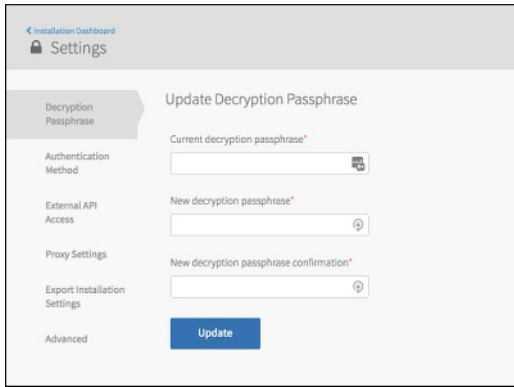 Installation Dashboard
Settings
Decryption
Passphrase
Authentication
Method
External API
Access
Proxy Settings
Export Installation
Settings
Advanced
Update Decryption Passphrase
Current decryption passphrase*
New decryption passphrase*
New decryption passphrase confirmation*
Update